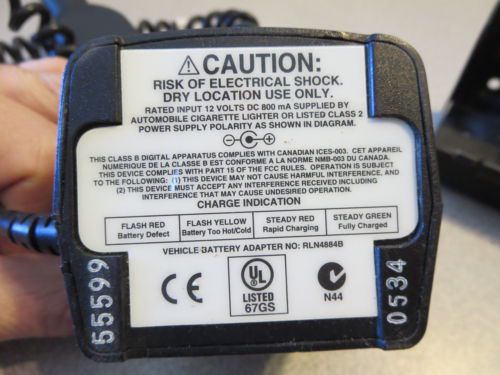 ⚠ CAUTION:
RISK OF ELECTRICAL SHOCK.
DRY LOCATION USE ONLY.
RATED INPUT 12 VOLTS DC 800 mA SUPPLIED BY
AUTOMOBILE CIGARETTE LIGHTER OR LISTED CLASS 2
POWER SUPPLY POLARITY AS SHOWN IN DIAGRAM.
THIS CLASS B DIGITAL APPARATUS COMPLIES WITH CANADIAN ICES-003. CET APPAREIL
NUMERIQUE DE LA CLASSE B EST CONFORME A LA NORME NMB-003 DU CANADA.
THIS DEVICE COMPLIES WITH PART 15 OF THE FCC RULES. OPERATION IS SUBJECT
TO THE FOLLOWING: (1) THIS DEVICE MAY NOT CAUSE HARMFUL INTERFERENCE, AND
(2) THIS DEVICE MUST ACCEPT ANY INTERFERENCE RECEIVED INCLUDING
INTERFERENCE THAT MAY CAUSE UNDESIRED OPERATION.
CHARGE INDICATION
FLASH RED FLASH YELLOW STEADY RED STEADY GREEN
Battery Defect Battery Too Hot/Cold Rapid Charging Fully Charged
VEHICLE BATTERY ADAPTER NO: RLN4884B
55599
CE
UL
LISTED
67GS
N44
0534